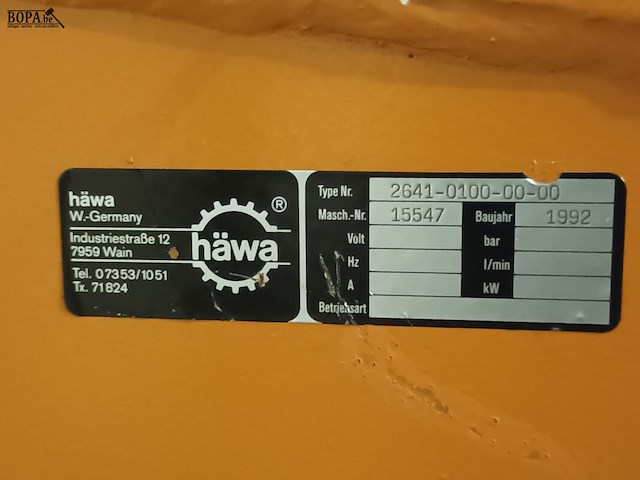 BOPA.be
häwa
W.-Germany
Industriestraße 12
7959 Wain
Tel. 07353/1051
Tx. 71824
häwa ®
Type Nr. 2641-0100-00-00
Masch.-Nr. 15547 Baujahr 1992
Volt bar
Hz l/min
A kW
Betriebsart